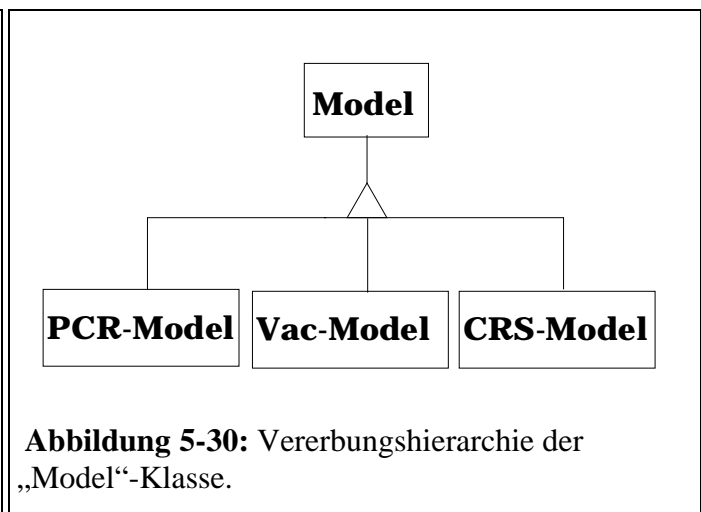 Model
PCR-Model
Vac-Model
CRS-Model
Abbildung 5-30: Vererbungshierarchie der
„Model“-Klasse.